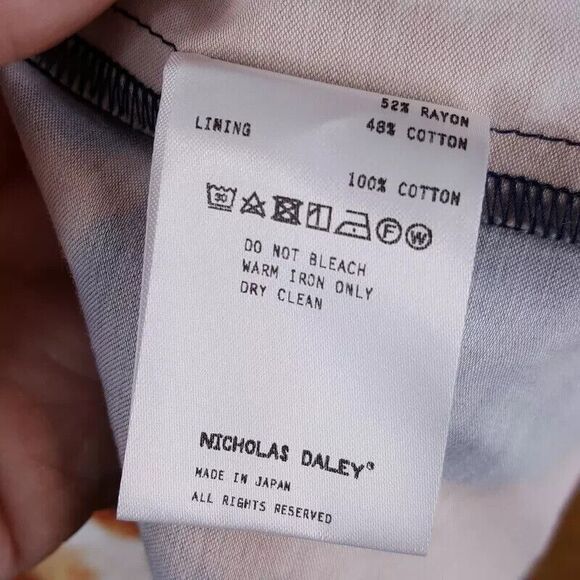 52% RAYON
LINING 48% COTTON
100% COTTON
30 F W
DO NOT BLEACH
WARM IRON ONLY
DRY CLEAN
NICHOLAS DALEY®
MADE IN JAPAN
ALL RIGHTS RESERVED